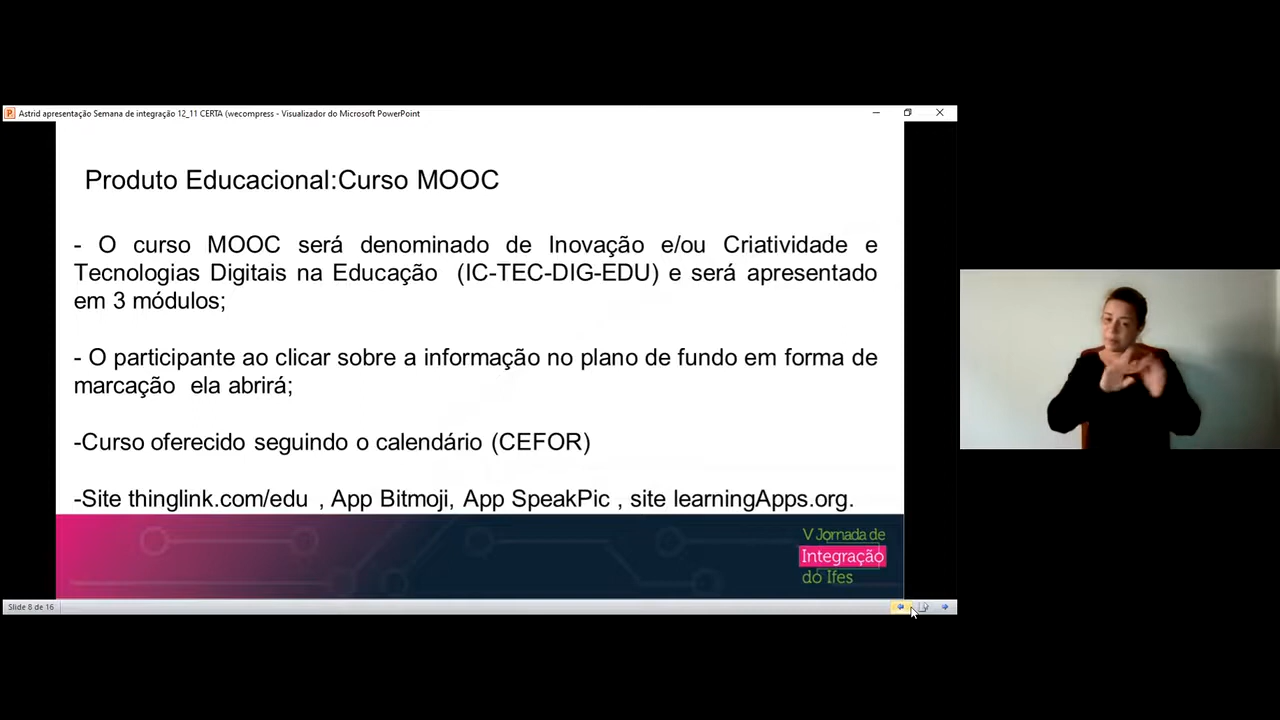 Astrid apresentação Semana de integração 12_11 CERTA (wecompress - Visualizador do Microsoft PowerPoint
Produto Educacional:Curso MOOC
- O curso MOOC será denominado de Inovação e/ou Criatividade e
Tecnologias Digitais na Educação (IC-TEC-DIG-EDU) e será apresentado
em 3 módulos;
- O participante ao clicar sobre a informação no plano de fundo em forma de
marcação ela abrirá;
-Curso oferecido seguindo o calendário (CEFOR)
-Site thinglink.com/edu , App Bitmoji, App SpeakPic , site learningApps.org.
V Jornada de
Integração
do Ifes
Slide 8 de 16